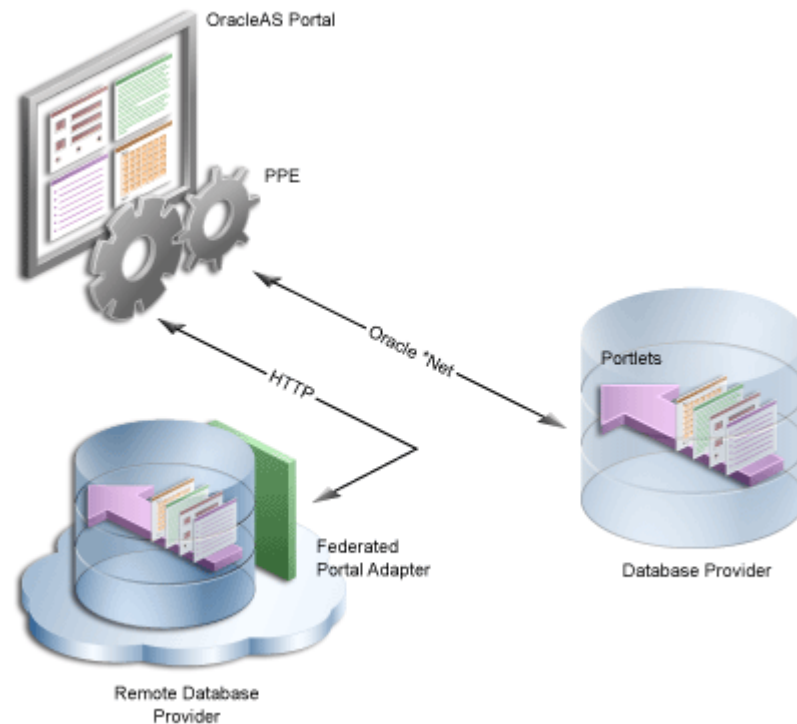 OracleAS Portal
PPE
Oracle *Net
HTTP
Portlets
Federated
Portal Adapter
Database Provider
Remote Database
Provider